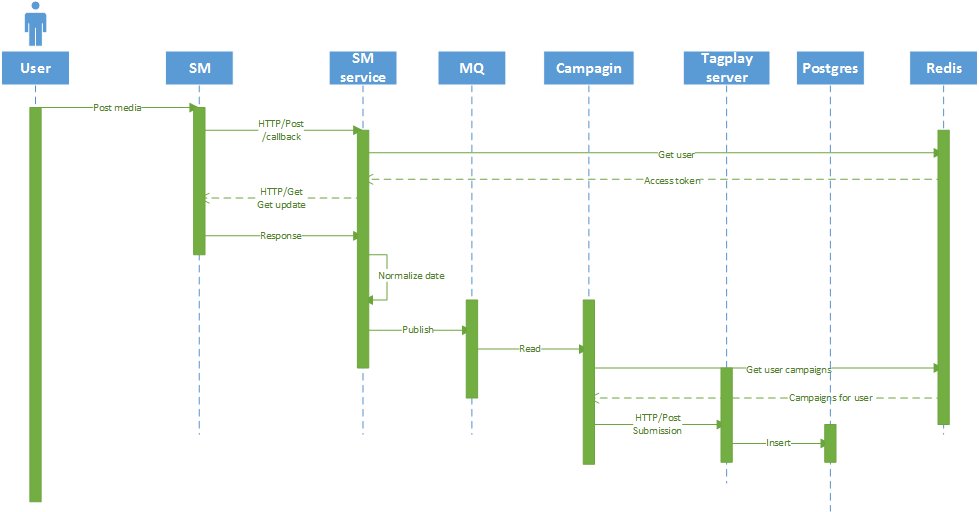 User
SM
SM
service
MQ
Campagin
Tagplay
server
Postgres
Redis
Post media
HTTP/Post
/callback
Get user
Access token
HTTP/Get
Get update
Response
Normalize date
Publish
Read
Get user campaigns
Campaigns for user
HTTP/Post
Submission
Insert